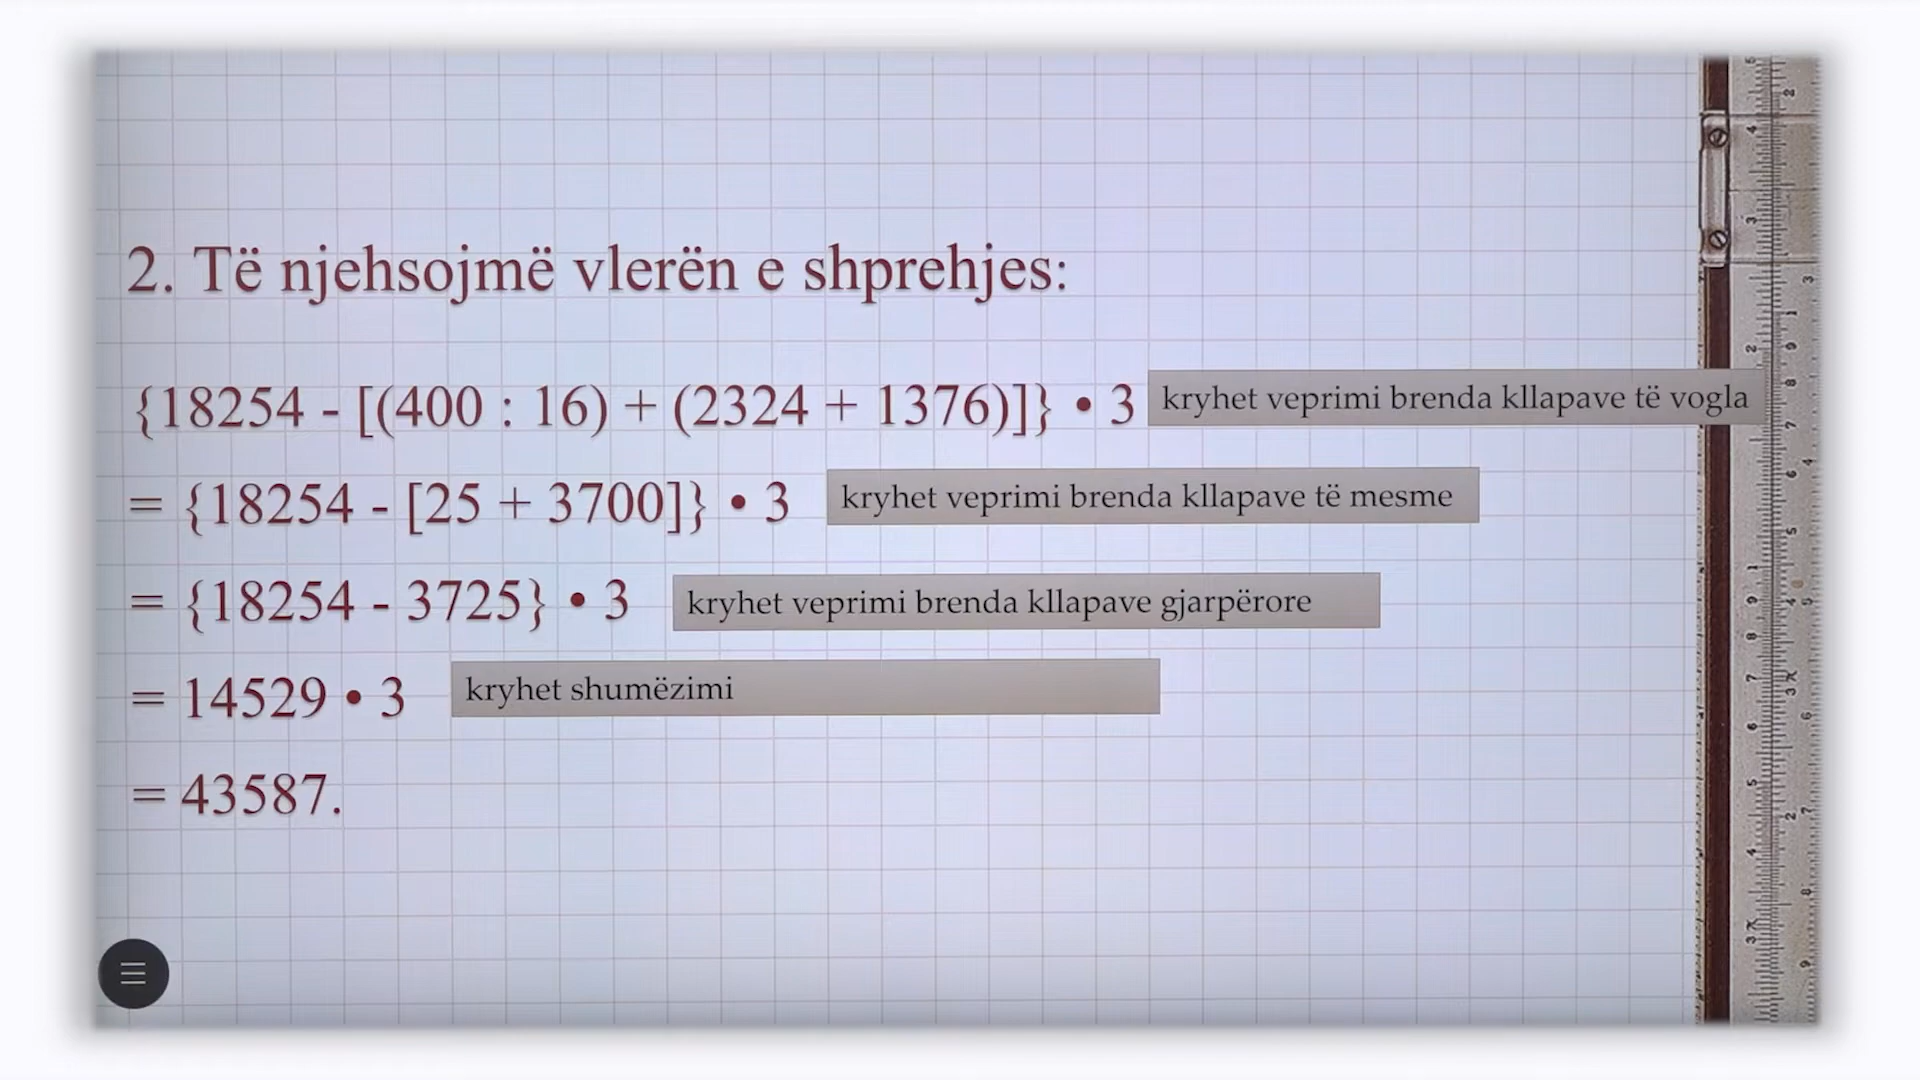 2. Të njehsojmë vlerën e shprehjes:
{18254 - [(400 : 16) + (2324 + 1376)]} • 3 kryhet veprimi brenda kllapave të vogla
= {18254 - [25 + 3700]} • 3 kryhet veprimi brenda kllapave të mesme
= {18254 - 3725} • 3 kryhet veprimi brenda kllapave gjarpërore
= 14529 • 3 kryhet shumëzimi
= 43587.